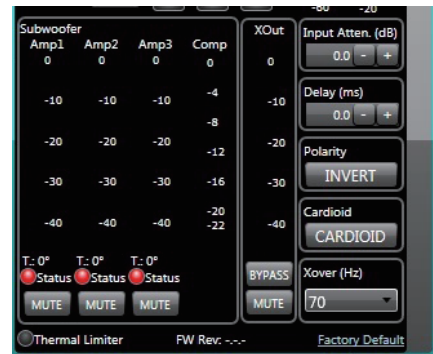 -60 -20
Subwoofer
Amp1 Amp2 Amp3 Comp
0 0 0 0
-4
-10 -10 -10
-8
-20 -20 -20
-12
-30 -30 -30 -16
-20
-40 -40 -40 -22
T.: 0° T.: 0° T.: 0°
Status Status Status
MUTE MUTE MUTE
XOut
0
-10
-20
-30
-40
BYPASS
MUTE
Input Atten. (dB)
0.0 - +
Delay (ms)
0.0 - +
Polarity
INVERT
Cardioid
CARDIOID
Xover (Hz)
70
Thermal Limiter FW Rev: -.-.- Factory Default